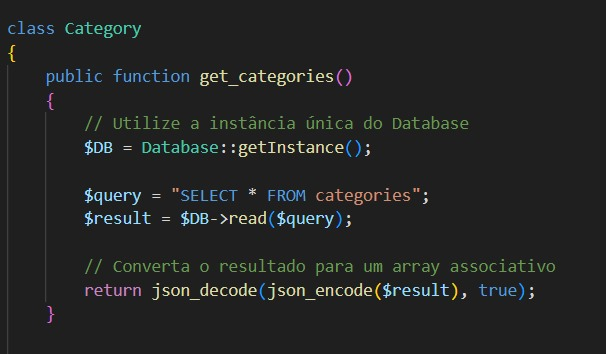 class Category
{
public function get_categories()
{
// Utilize a instância única do Database
$DB = Database::getInstance();
$query = "SELECT * FROM categories";
$result = $DB->read($query);
// Converta o resultado para um array associativo
return json_decode(json_encode($result), true);
}